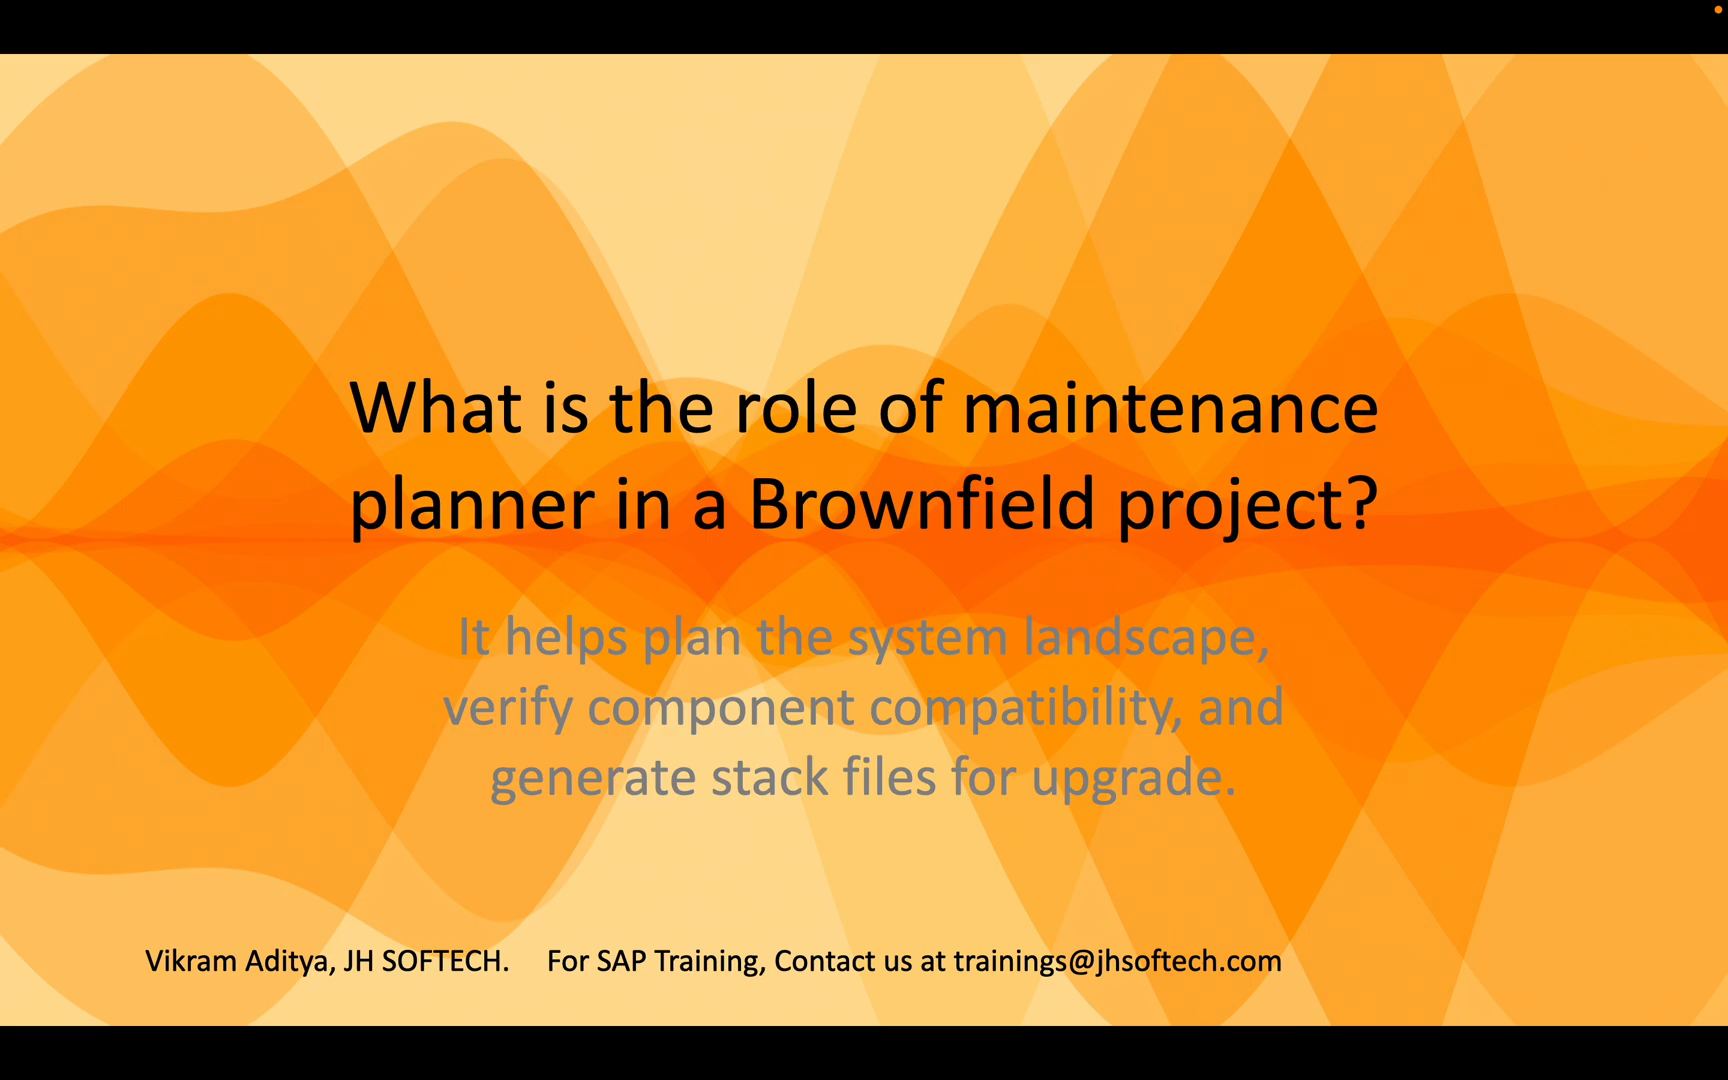 What is the role of maintenance
planner in a Brownfield project?
It helps plan the system landscape,
verify component compatibility, and
generate stack files for upgrade.
Vikram Aditya, JH SOFTECH.     For SAP Training, Contact us at trainings@jhsoftech.com